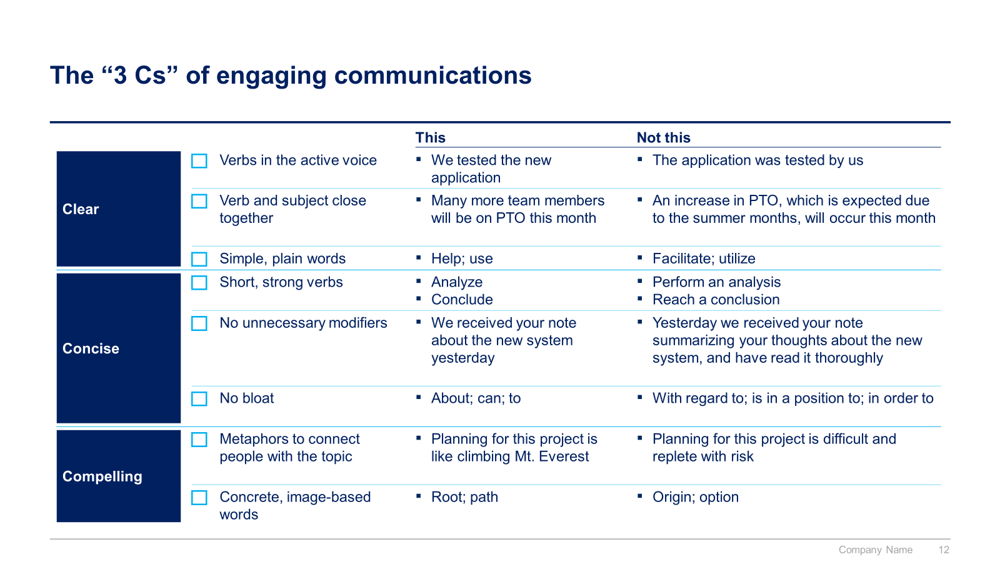 The “3 Cs” of engaging communications
This
Not this
Clear
Verbs in the active voice
We tested the new
application
The application was tested by us
Verb and subject close
together
Many more team members
will be on PTO this month
An increase in PTO, which is expected due
to the summer months, will occur this month
Simple, plain words
Help; use
Facilitate; utilize
Concise
Short, strong verbs
Analyze
Conclude
Perform an analysis
Reach a conclusion
No unnecessary modifiers
We received your note
about the new system
yesterday
Yesterday we received your note
summarizing your thoughts about the new
system, and have read it thoroughly
No bloat
About; can; to
With regard to; is in a position to; in order to
Compelling
Metaphors to connect
people with the topic
Planning for this project is
like climbing Mt. Everest
Planning for this project is difficult and
replete with risk
Concrete, image-based
words
Root; path
Origin; option
Company Name
12